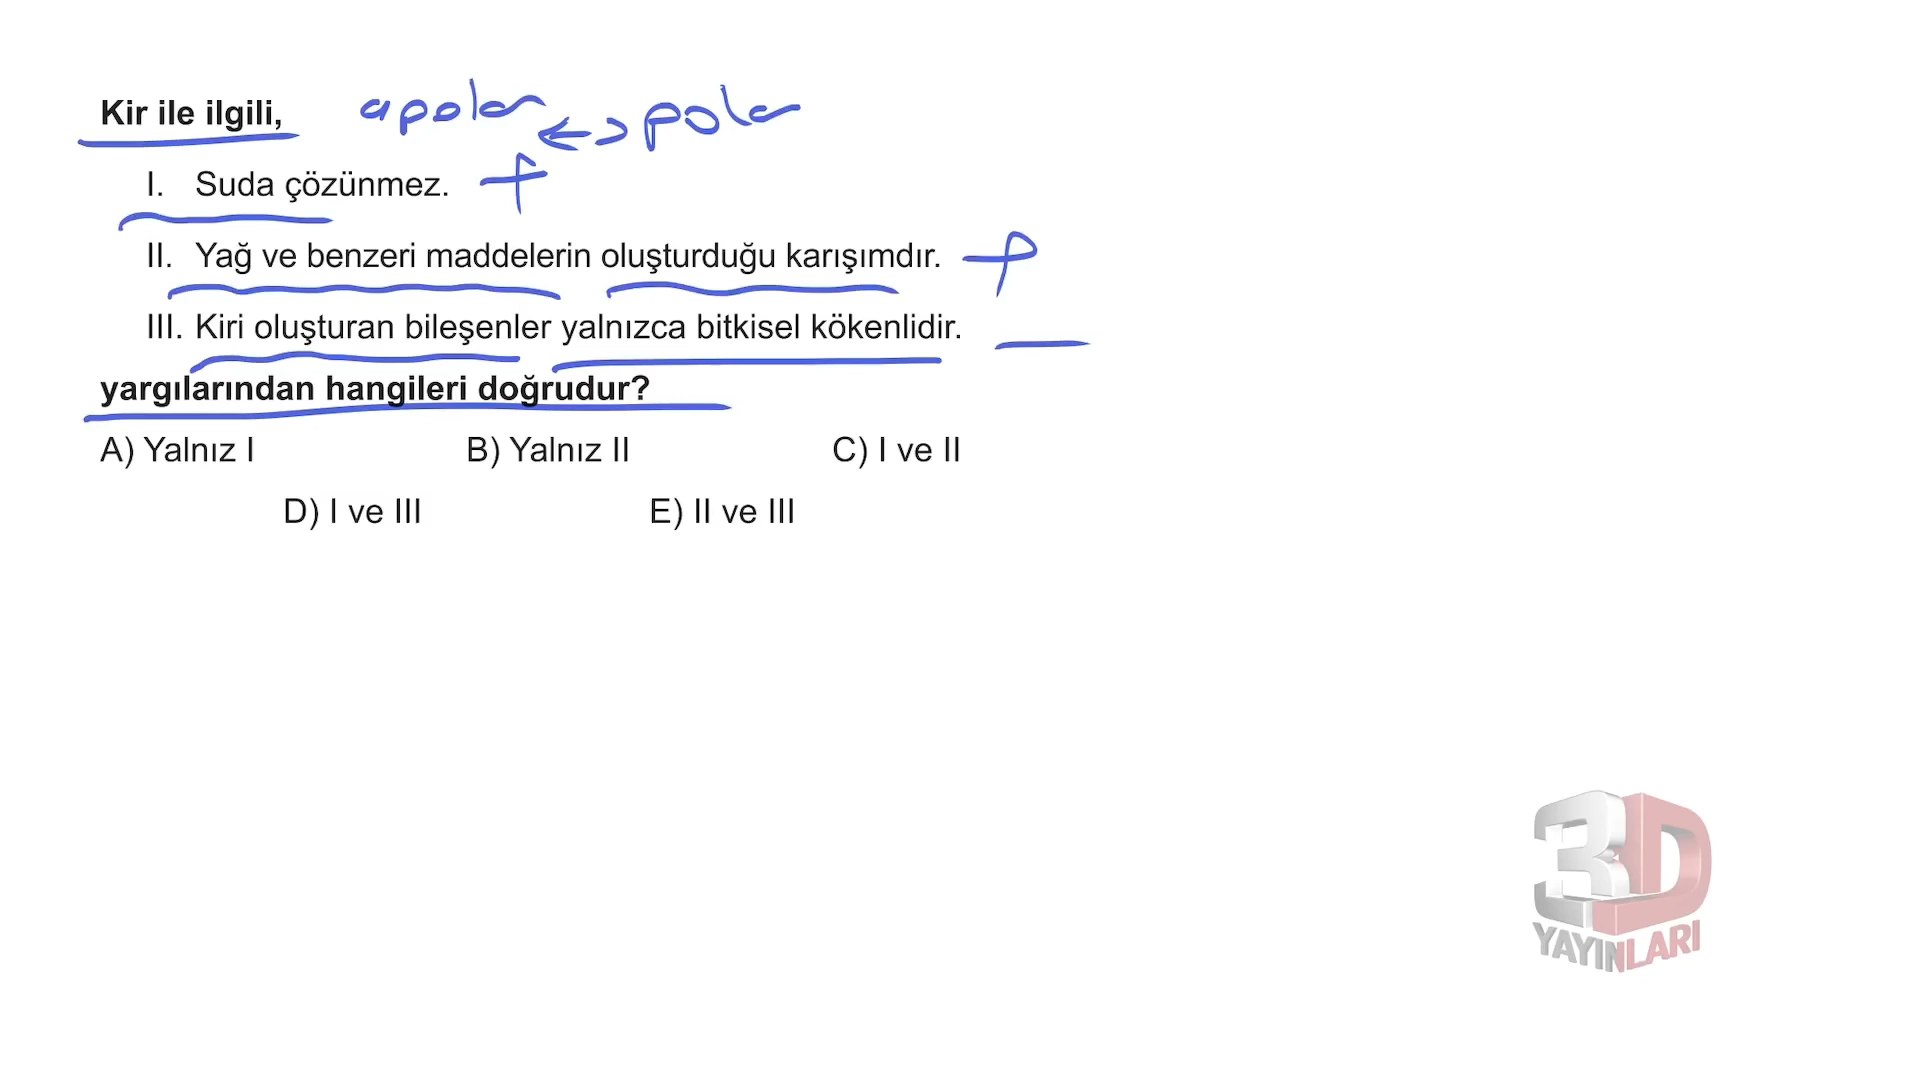 Kir ile ilgili, apolar <-> polar
I. Suda çözünmez. +
II. Yağ ve benzeri maddelerin oluşturduğu karışımdır. +
III. Kiri oluşturan bileşenler yalnızca bitkisel kökenlidir. —
yargılarından hangileri doğrudur?
A) Yalnız I B) Yalnız II C) I ve II
D) I ve III E) II ve III
3D
YAYINLARI